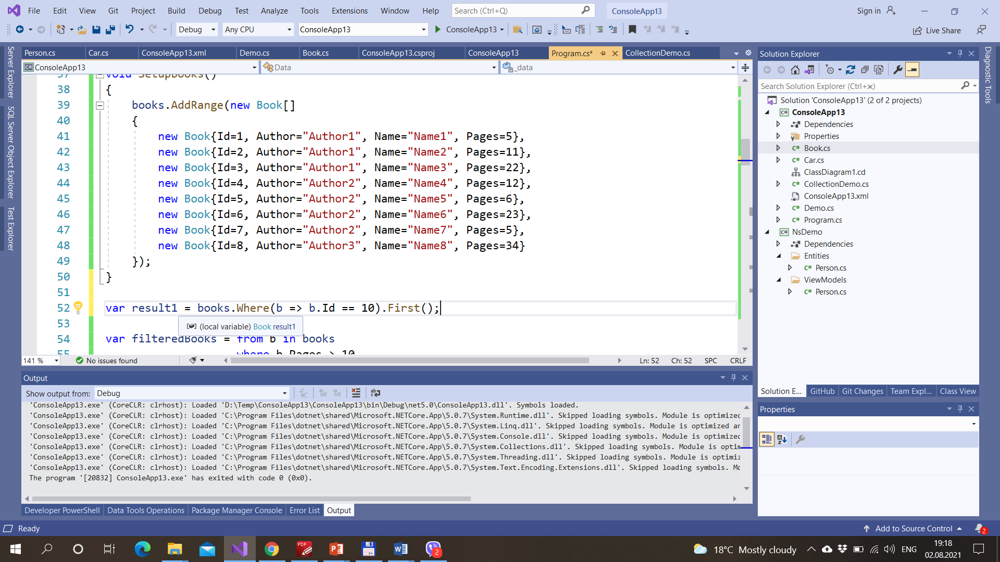 File Edit View Git Project Build Debug Test Analyze Tools Extensions Window Help Search (Ctrl+Q) ConsoleApp13 Sign in
Debug Any CPU ConsoleApp13 ConsoleApp13 Live Share
Person.cs Car.cs ConsoleApp13.xml Demo.cs Book.cs ConsoleApp13.csproj ConsoleApp13 Program.cs* CollectionDemo.cs
ConsoleApp13 Data _data
Server Explorer
SQL Server Object Explorer
Test Explorer
37 void SetupBooks()
38 {
39 books.AddRange(new Book[]
40 {
41 new Book{Id=1, Author="Author1", Name="Name1", Pages=5},
42 new Book{Id=2, Author="Author1", Name="Name2", Pages=11},
43 new Book{Id=3, Author="Author1", Name="Name3", Pages=22},
44 new Book{Id=4, Author="Author2", Name="Name4", Pages=12},
45 new Book{Id=5, Author="Author2", Name="Name5", Pages=6},
46 new Book{Id=6, Author="Author2", Name="Name6", Pages=23},
47 new Book{Id=7, Author="Author2", Name="Name7", Pages=5},
48 new Book{Id=8, Author="Author3", Name="Name8", Pages=34}
49 });
50 }
51
52 var result1 = books.Where(b => b.Id == 10).First();
53
(local variable) Book result1
54 var filteredBooks = from b in books
55 where b.Pages > 10
141 % No issues found Ln: 52 Ch: 52 SPC CRLF
Output
Show output from: Debug
'ConsoleApp13.exe' (CoreCLR: clrhost): Loaded 'D:\Temp\ConsoleApp13\ConsoleApp13\bin\Debug\net5.0\ConsoleApp13.dll'. Symbols loaded.
'ConsoleApp13.exe' (CoreCLR: clrhost): Loaded 'C:\Program Files\dotnet\shared\Microsoft.NETCore.App\5.0.7\System.Runtime.dll'. Skipped loading symbols. Module is optimized
'ConsoleApp13.exe' (CoreCLR: clrhost): Loaded 'C:\Program Files\dotnet\shared\Microsoft.NETCore.App\5.0.7\System.Linq.dll'. Skipped loading symbols. Module is optimized an
'ConsoleApp13.exe' (CoreCLR: clrhost): Loaded 'C:\Program Files\dotnet\shared\Microsoft.NETCore.App\5.0.7\System.Console.dll'. Skipped loading symbols. Module is optimized
'ConsoleApp13.exe' (CoreCLR: clrhost): Loaded 'C:\Program Files\dotnet\shared\Microsoft.NETCore.App\5.0.7\System.Collections.dll'. Skipped loading symbols. Module is optim
'ConsoleApp13.exe' (CoreCLR: clrhost): Loaded 'C:\Program Files\dotnet\shared\Microsoft.NETCore.App\5.0.7\System.Threading.dll'. Skipped loading symbols. Module is optimiz
'ConsoleApp13.exe' (CoreCLR: clrhost): Loaded 'C:\Program Files\dotnet\shared\Microsoft.NETCore.App\5.0.7\System.Text.Encoding.Extensions.dll'. Skipped loading symbols. Mo
The program '[20832] ConsoleApp13.exe' has exited with code 0 (0x0).
Developer PowerShell Data Tools Operations Package Manager Console Error List Output
Solution Explorer
Search Solution Explorer (Ctrl+ж)
Solution 'ConsoleApp13' (2 of 2 projects)
ConsoleApp13
Dependencies
Properties
Book.cs
Car.cs
ClassDiagram1.cd
CollectionDemo.cs
ConsoleApp13.xml
Demo.cs
Program.cs
NsDemo
Dependencies
Entities
Person.cs
ViewModels
Person.cs
Solution E... GitHub Git Changes Team Expl... Class View
Properties
Diagnostic Tools
Ready Add to Source Control 2
PDF 64 2 18°C Mostly cloudy ENG 19:18
02.08.2021